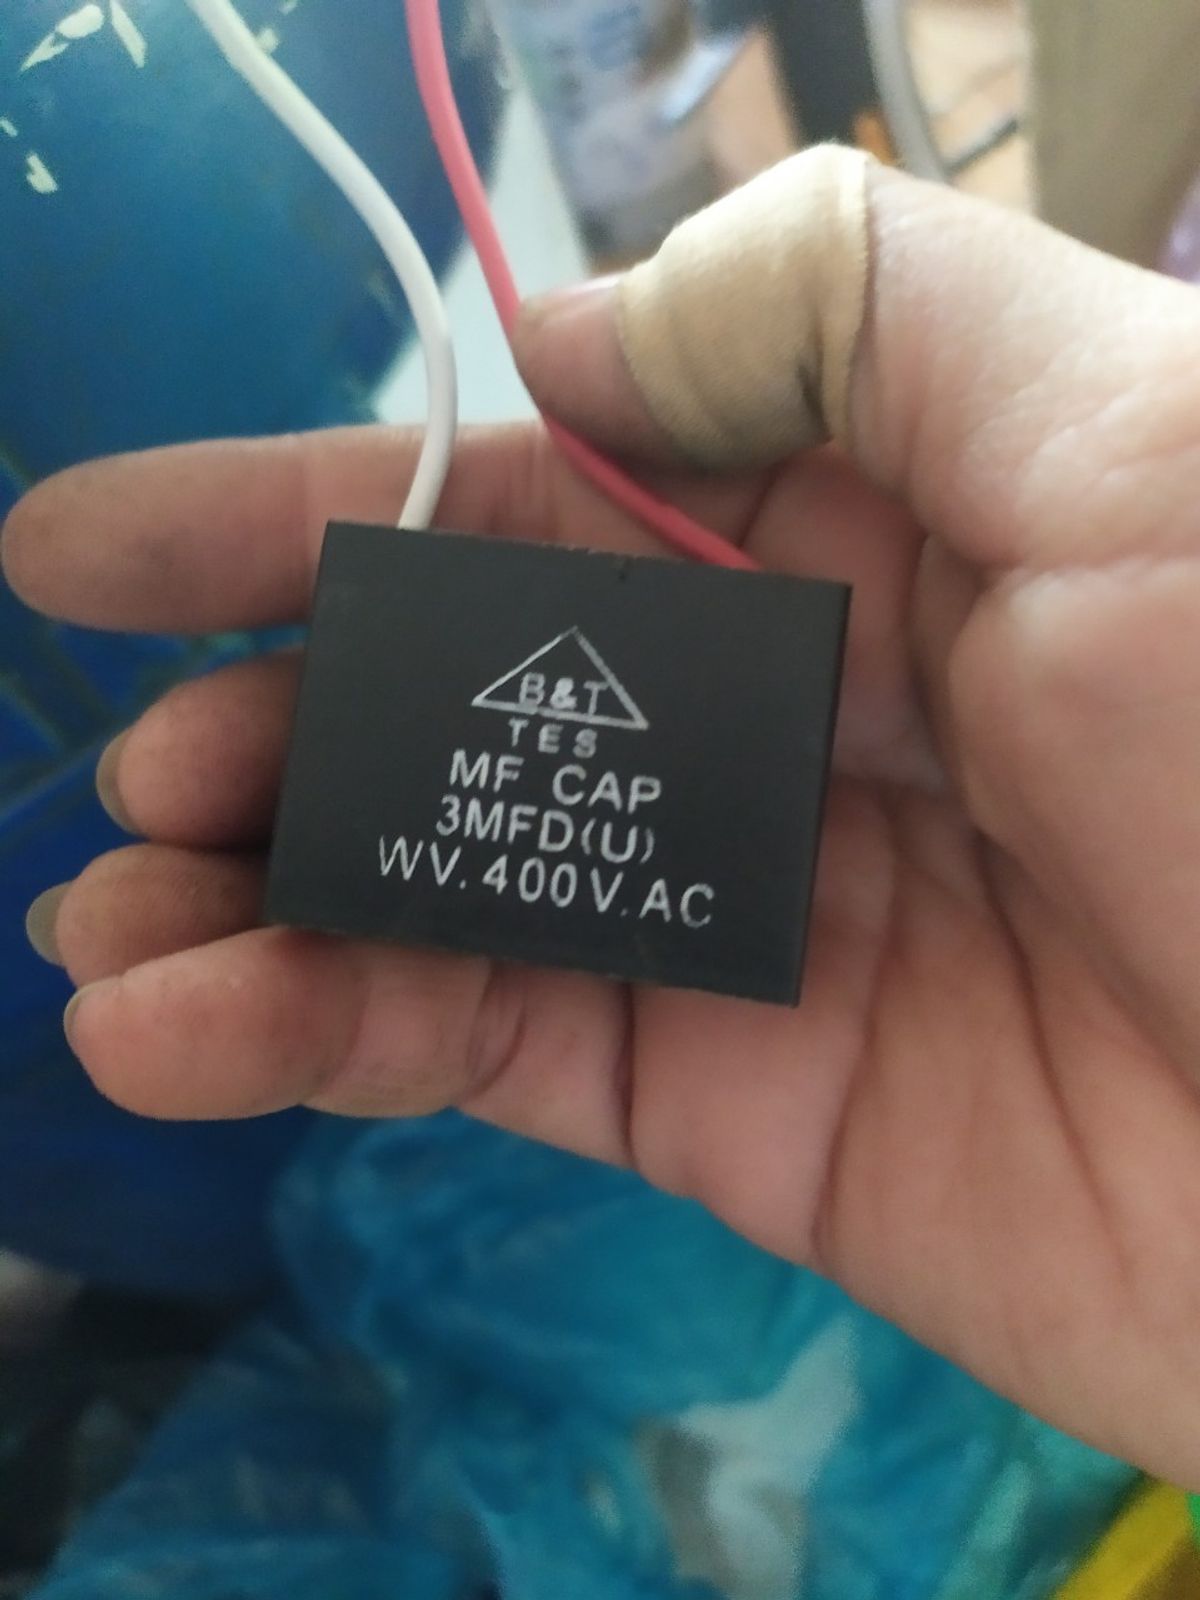 B&T
TES
MF CAP
3MFD(U)
WV.400V.AC